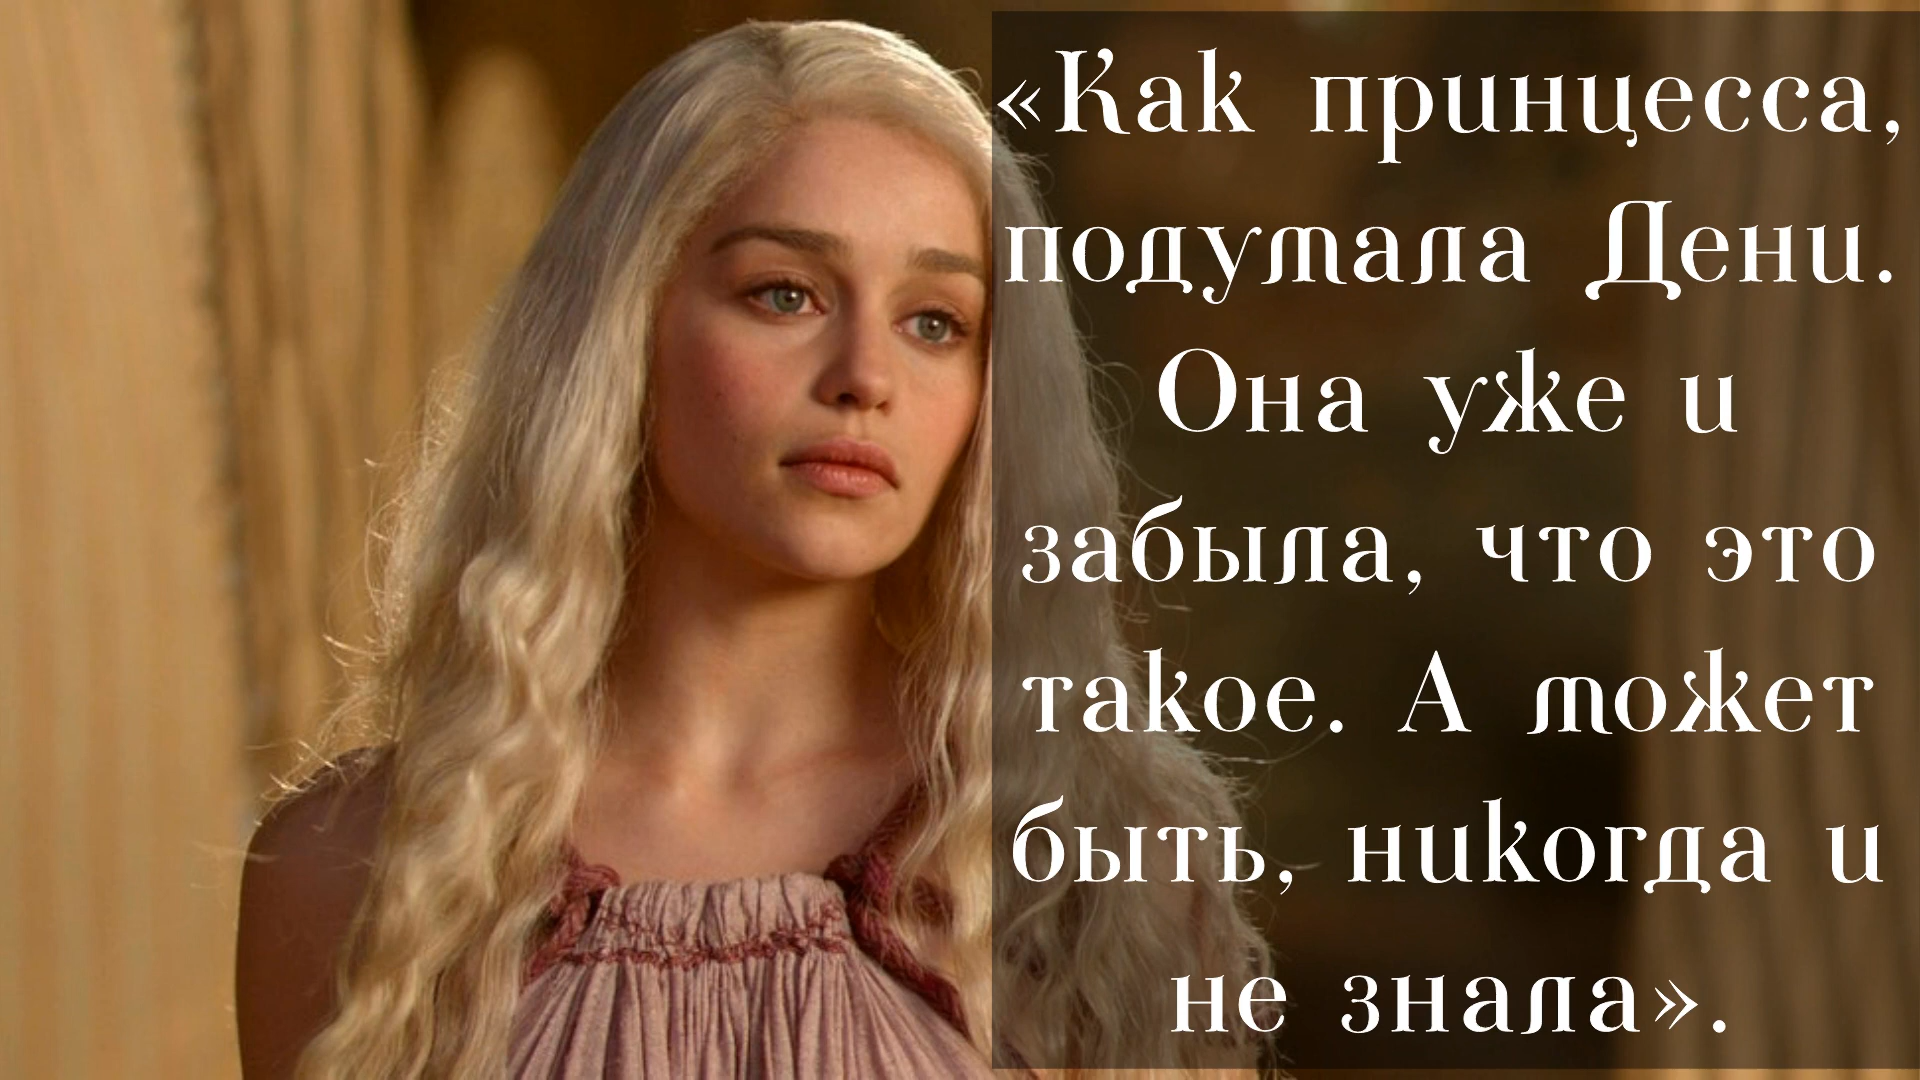 «Как принцесса,
подумала Дени.
Она уже и
забыла, что это
такое. А может
быть, никогда и
не знала».